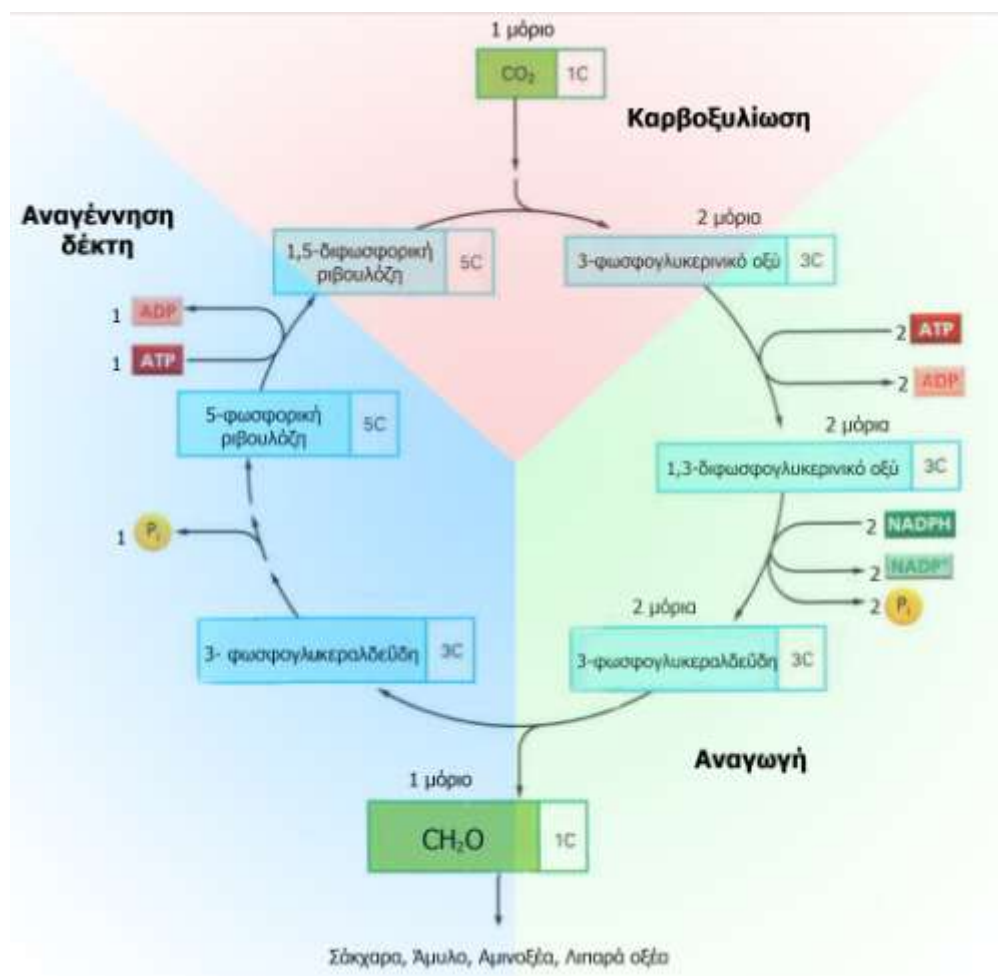 1 μόριο
CO₂ 1C
Καρβοξυλίωση
Αναγέννηση
δέκτη
2 μόρια
1,5-διφωσφορική
ριβουλόζη
5C
3-φωσφογλυκερινικό οξύ 3C
1 ADP
1 ATP
2 ATP
2 ADP
5-φωσφορική
ριβουλόζη
5C
2 μόρια
1,3-διφωσφογλυκερινικό οξύ 3C
1 Pᵢ
2 NADPH
2 NADP⁺
2 Pᵢ
2 μόρια
3- φωσφογλυκεραλδεΰδη 3C
3-φωσφογλυκεραλδεΰδη 3C
Αναγωγή
1 μόριο
CH₂O 1C
Σάκχαρα, Άμυλο, Αμινοξέα, Λιπαρά οξέα